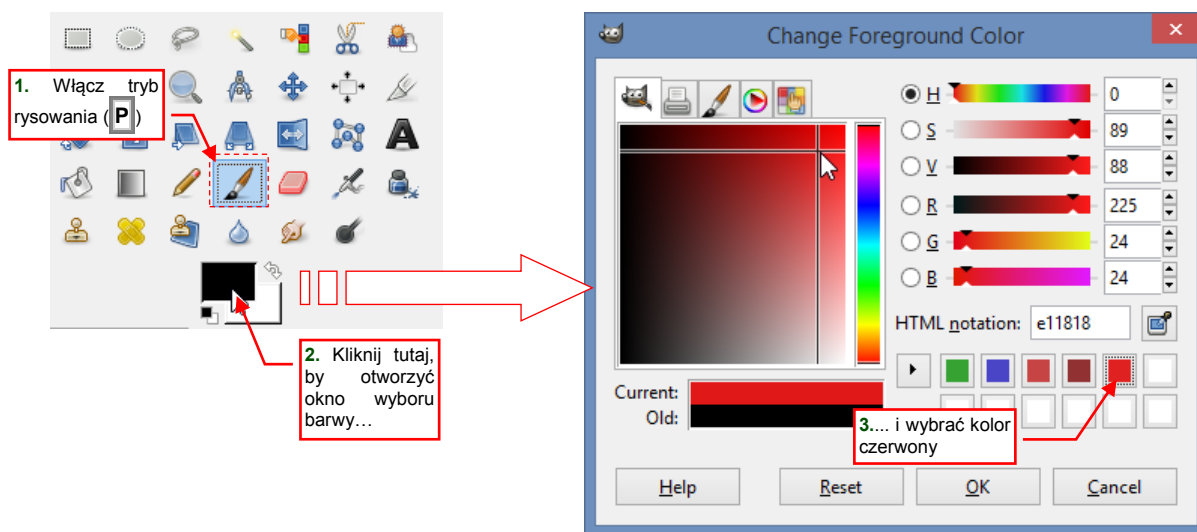 1. Włącz tryb
rysowania (P)
2. Kliknij tutaj,
by otworzyć
okno wyboru
barwy…
Change Foreground Color
H 0
S 89
V 88
R 225
G 24
B 24
HTML notation: e11818
Current:
Old:
3.... i wybrać kolor
czerwony
Help Reset OK Cancel